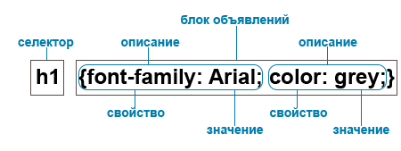 блок объявлений
селектор описание описание
h1 {font-family: Arial; color: grey;}
свойство свойство
значение значение